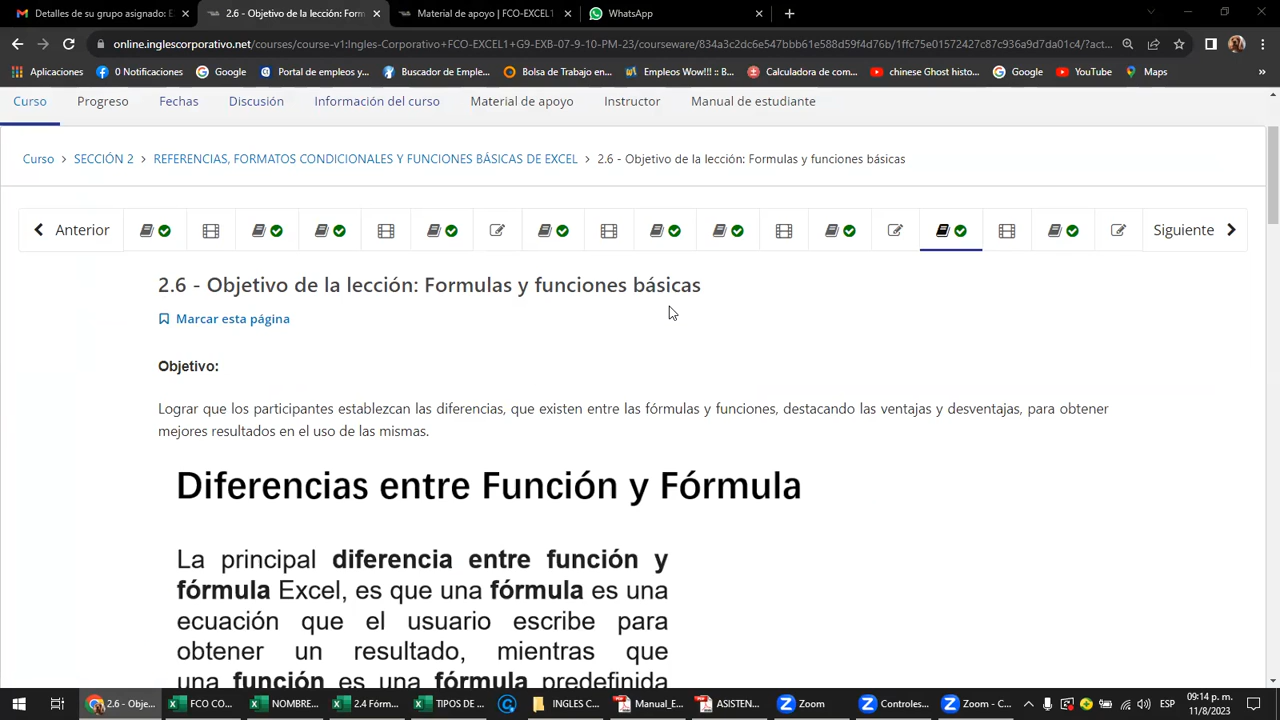 Detalles de su grupo asignado: E
2.6 - Objetivo de la lección: Form
Material de apoyo | FCO-EXCEL1
WhatsApp
online.inglescorporativo.net/courses/course-v1:Ingles-Corporativo+FCO-EXCEL1+G9-EXB-07-9-10-PM-23/courseware/834a3c2dc6e547bbb61e588d59f4d76b/1ffc75e01572427c87c936a9d7da01c4/?act...
Aplicaciones
0 Notificaciones
Google
Portal de empleos y...
Buscador de Emple...
Bolsa de Trabajo en...
Empleos Wow!!! :: B...
Calculadora de com...
chinese Ghost histo...
Google
YouTube
Maps
»
Curso
Progreso
Fechas
Discusión
Información del curso
Material de apoyo
Instructor
Manual de estudiante
Curso > SECCIÓN 2 > REFERENCIAS, FORMATOS CONDICIONALES Y FUNCIONES BÁSICAS DE EXCEL > 2.6 - Objetivo de la lección: Formulas y funciones básicas
Anterior
Siguiente
2.6 - Objetivo de la lección: Formulas y funciones básicas
Marcar esta página
Objetivo:
Lograr que los participantes establezcan las diferencias, que existen entre las fórmulas y funciones, destacando las ventajas y desventajas, para obtener
mejores resultados en el uso de las mismas.
Diferencias entre Función y Fórmula
La principal diferencia entre función y
fórmula Excel, es que una fórmula es una
ecuación que el usuario escribe para
obtener un resultado, mientras que
una función es una fórmula predefinida
2.6 - Obje...
FCO CO...
NOMBRE...
2.4 Fórm...
TIPOS DE ...
INGLES C...
Manual_E...
ASISTEN...
Zoom
Controles...
Zoom - C...
ESP
09:14 p. m.
11/8/2023